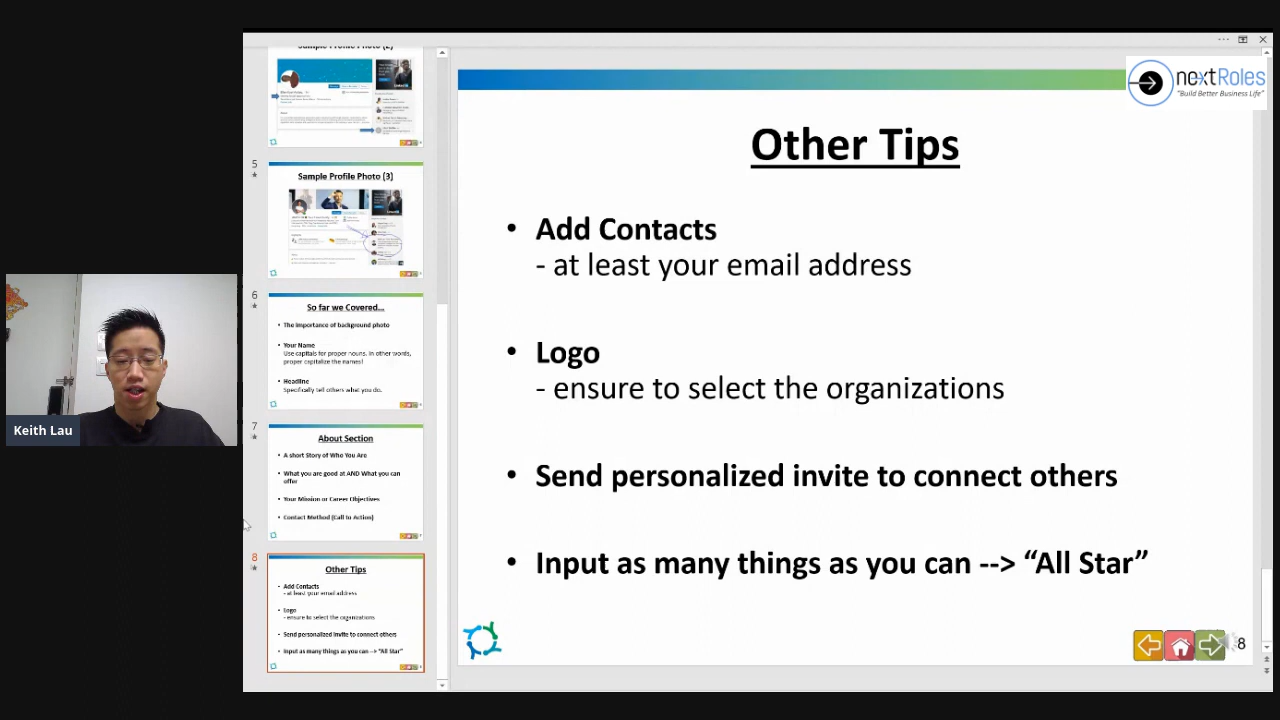 Sample Profile Photo (2)
5
Sample Profile Photo (3)
6
So far we Covered...
• The Importance of background photo
• Your Name
Use capitals for proper nouns. In other words,
proper capitalize the names!
• Headline
Specifically tell others what you do.
7
About Section
• A short Story of Who You Are
• What you are good at AND What you can
offer
• Your Mission or Career Objectives
• Contact Method (Call to Action)
8
Other Tips
• Add Contacts
- at least your email address
• Logo
- ensure to select the organizations
• Send personalized invite to connect others
• Input as many things as you can --> "All Star"
nextRoles
"Build Better Business Life"
Other Tips
• Add Contacts
- at least your email address
• Logo
- ensure to select the organizations
• Send personalized invite to connect others
• Input as many things as you can --> “All Star”
8
Keith Lau